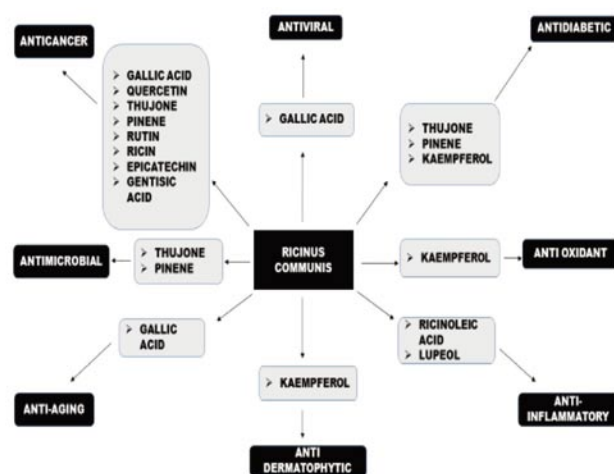 ANTICANCER
ANTIVIRAL
ANTIDIABETIC
➢ GALLIC ACID
➢ QUERCETIN
➢ THUJONE
➢ PINENE
➢ RUTIN
➢ RICIN
➢ EPICATECHIN
➢ GENTISIC
ACID
➢ GALLIC ACID
➢ THUJONE
➢ PINENE
➢ KAEMPFEROL
ANTIMICROBIAL
➢ THUJONE
➢ PINENE
RICINUS
COMMUNIS
➢ KAEMPFEROL
ANTI OXIDANT
➢ GALLIC
ACID
➢ KAEMPFEROL
➢ RICINOLEIC
ACID
➢ LUPEOL
ANTI-AGING
ANTI
DERMATOPHYTIC
ANTI-
INFLAMMATORY